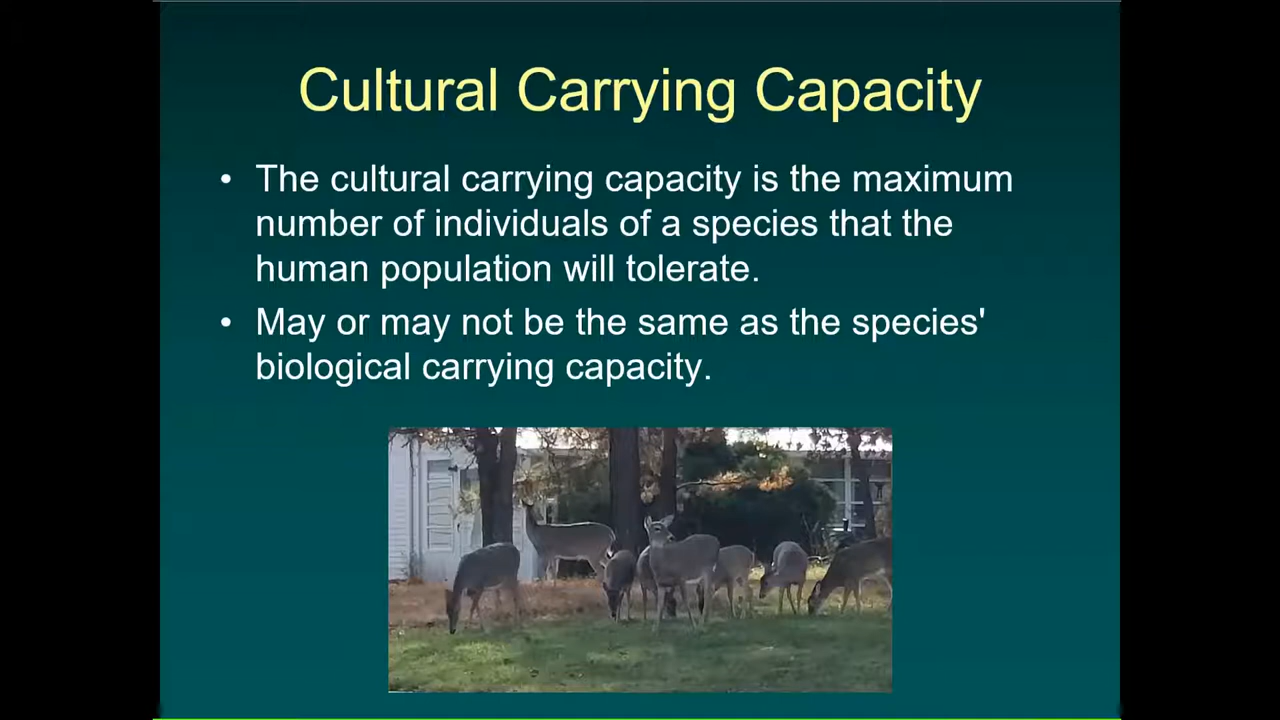 Cultural Carrying Capacity
• The cultural carrying capacity is the maximum
number of individuals of a species that the
human population will tolerate.
• May or may not be the same as the species'
biological carrying capacity.